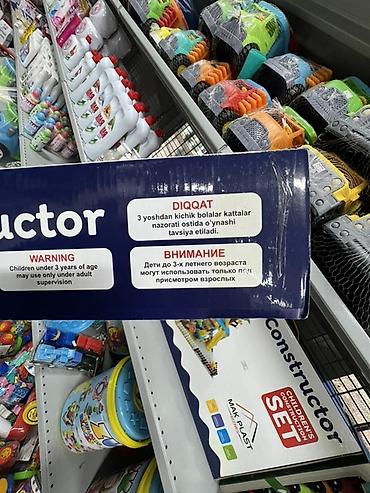 uctor
DIQQAT
3 yoshdan kichik bolalar kattalar
nazorati ostida o'ynashi
tavsiya etiladi.
WARNING
Children under 3 years of age
may use only under adult
supervision
ВНИМАНИЕ
Дети до 3-х летнего возраста
могут использовать только под
присмотром взрослых
Constructor
CHILDREN'S
CONSTRUCTION
SET
MAK PLAST